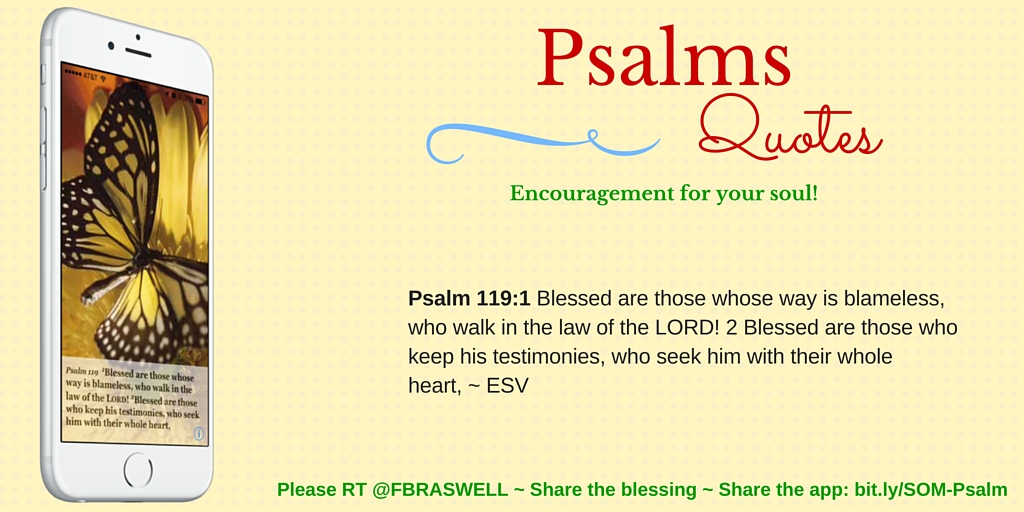 Psalms
Quotes
Encouragement for your soul!
Psalm 119:1 Blessed are those whose way is blameless,
who walk in the law of the LORD! 2 Blessed are those who
keep his testimonies, who seek him with their whole
heart, ~ ESV
Please RT @FBRASWELL ~ Share the blessing ~ Share the app: bit.ly/SOM-Psalm
AT&T
Psalm 119 ¹Blessed are those whose
way is blameless, who walk in the
law of the LORD! ²Blessed are those
who keep his testimonies, who seek
him with their whole heart,
i